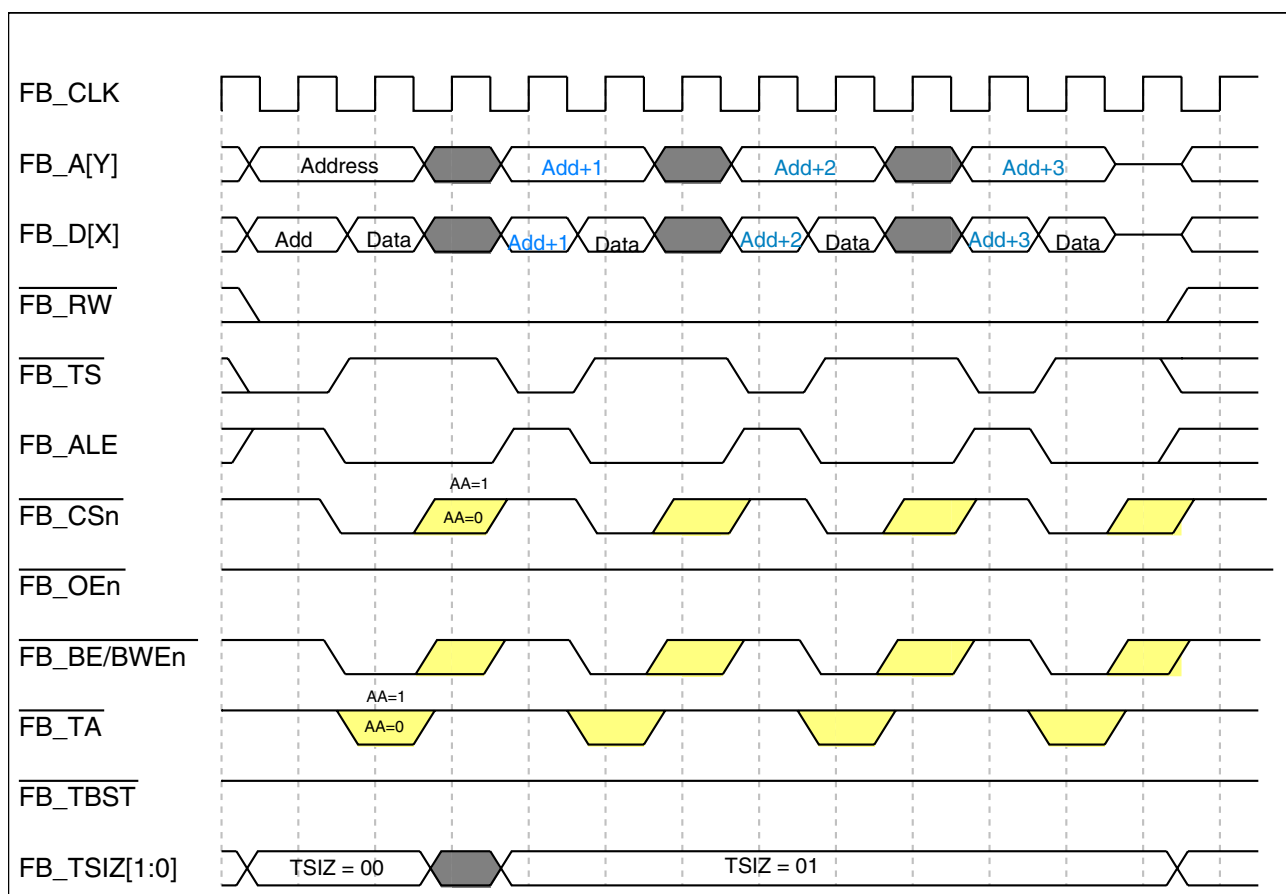 FB_CLK
FB_A[Y] Address Add+1 Add+2 Add+3
FB_D[X] Add Data Add+1 Data Add+2 Data Add+3 Data
FB_RW
FB_TS
FB_ALE
AA=1
FB_CSn AA=0
FB_OEn
FB_BE/BWEn
AA=1
FB_TA AA=0
FB_TBST
FB_TSIZ[1:0] TSIZ = 00 TSIZ = 01